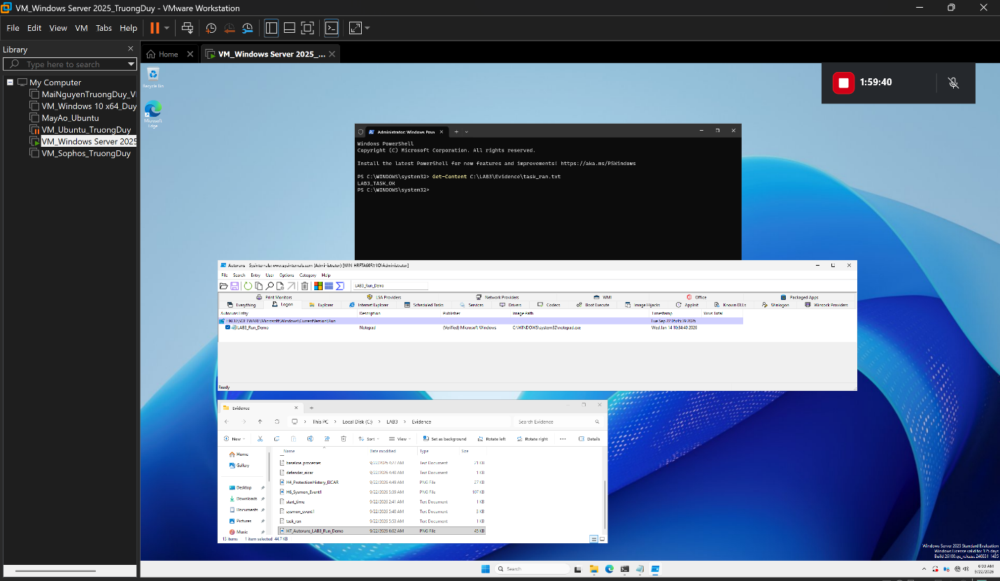 VM_Windows Server 2025_TruongDuy - VMware Workstation
File Edit View VM Tabs Help
Library
Type here to search
My Computer
MaiNguyenTruongDuy_V
VM_Windows 10 x64_Duy
MayAo_Ubuntu
VM_Ubuntu_TruongDuy
VM_Windows Server 2025
VM_Sophos_TruongDuy
Home
VM_Windows Server 2025_...
Recycle Bin
Microsoft
Edge
1:59:40
Administrator: Windows Powe
Windows PowerShell
Copyright (C) Microsoft Corporation. All rights reserved.
Install the latest PowerShell for new features and improvements! https://aka.ms/PSWindows
PS C:\WINDOWS\system32> Get-Content C:\LAB3\Evidence\task_ran.txt
LAB3_TASK_OK
PS C:\WINDOWS\system32>
Autoruns - Sysinternals: www.sysinternals.com (Administrator)
File Search Entry User Options Category Help
LAB3_Run_Demo
Print Monitors LSA Providers Network Providers WMI Office Packaged Apps
Everything Logon Explorer Internet Explorer Scheduled Tasks Services Drivers Codecs Boot Execute Image Hijacks AppInit Known DLLs Winlogon Winsock Providers
Autoruns Entry Description Publisher Image Path Timestamp Virus Total
HKCU\SOFTWARE\Microsoft\Windows\CurrentVersion\Run Tue Sep 22 05:45:39 2026
LAB3_Run_Demo Notepad (Verified) Microsoft Windows C:\WINDOWS\system32\notepad.exe Wed Jan 14 10:34:40 2026
Ready
Evidence
This PC > Local Disk (C:) > LAB3 > Evidence
Search Evidence
New Sort View Set as background Rotate left Rotate right ... Details
Name Date modified Type Size
Home
Gallery
Desktop
Downloads
Documents
Pictures
Music
baseline_processes 9/22/2026 4:27 AM Text Document 21 KB
defender_eicar 9/22/2026 4:40 AM Text Document 1 KB
H4_ProtectionHistory_EICAR 9/22/2026 4:49 AM PNG File 27 KB
H6_Sysmon_Event1 9/22/2026 5:39 AM PNG File 107 KB
start_time 9/22/2026 2:41 AM Text Document 1 KB
sysmon_event1 9/22/2026 5:40 AM Text Document 3 KB
task_ran 9/22/2026 5:53 AM Text Document 1 KB
H7_Autoruns_LAB3_Run_Demo 9/22/2026 6:02 AM PNG File 45 KB
13 items 1 item selected 44.7 KB
Windows Server 2025 Standard Evaluation
Windows License valid for 175 days
Build 26100.ge_release.240331-1435
Search
6:03 AM
9/22/2026